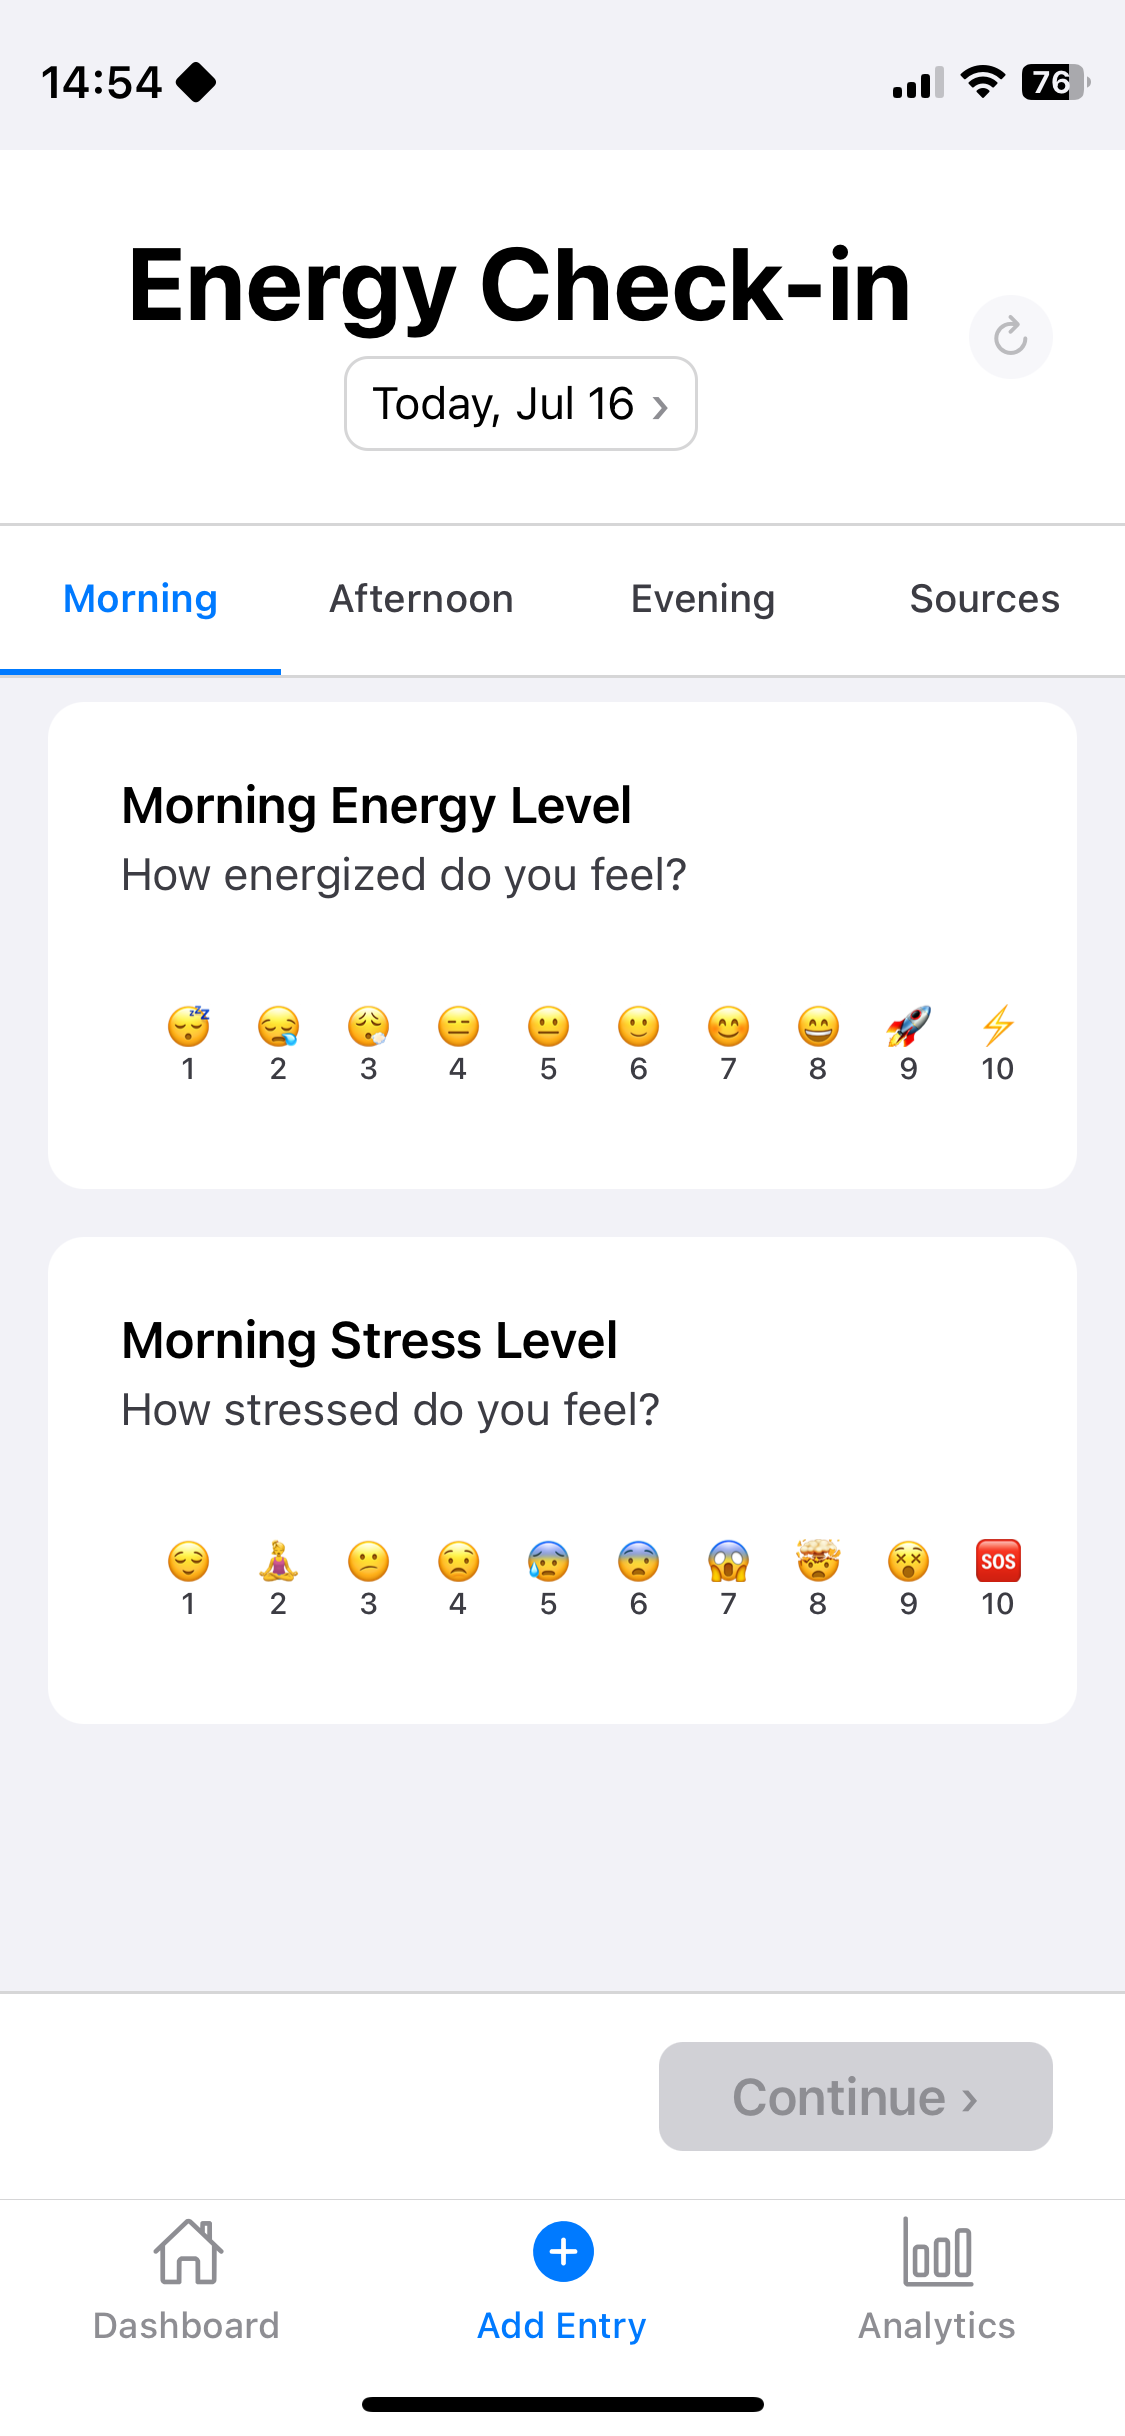 14:54
76
Energy Check-in
Today, Jul 16 ›
Morning Afternoon Evening Sources
Morning Energy Level
How energized do you feel?
1 2 3 4 5 6 7 8 9 10
Morning Stress Level
How stressed do you feel?
SOS
1 2 3 4 5 6 7 8 9 10
Continue ›
Dashboard Add Entry Analytics